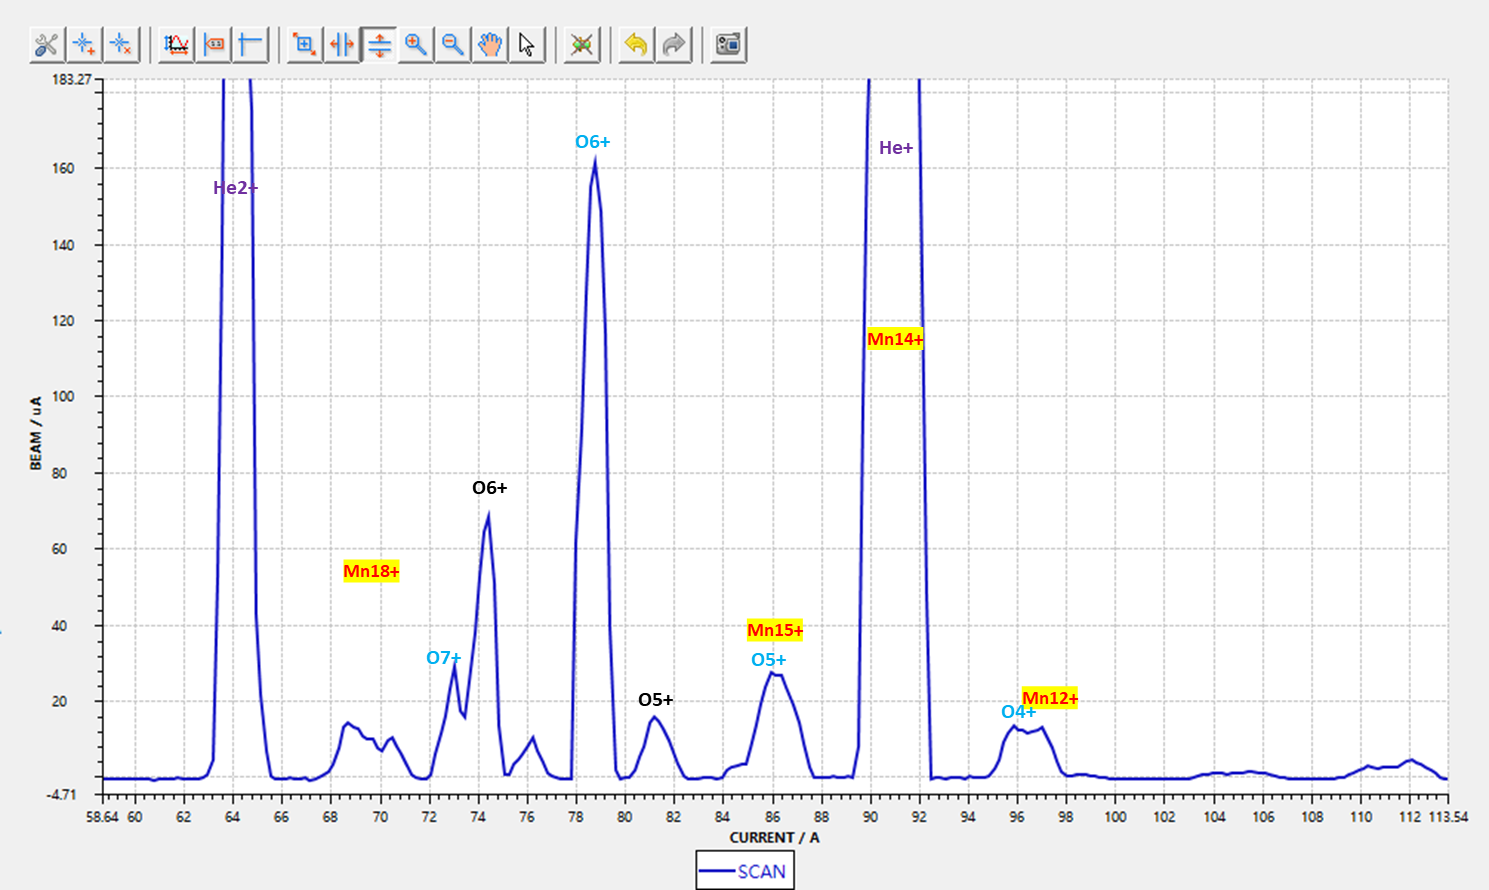 183.27
160
140
120
100
80
60
40
20
-4.71
BEAM / uA
He2+
O6+
He+
Mn14+
O6+
Mn18+
Mn15+
O7+
O5+
O5+
Mn12+
O4+
58.64 60 62 64 66 68 70 72 74 76 78 80 82 84 86 88 90 92 94 96 98 100 102 104 106 108 110 112 113.54
CURRENT / A
SCAN